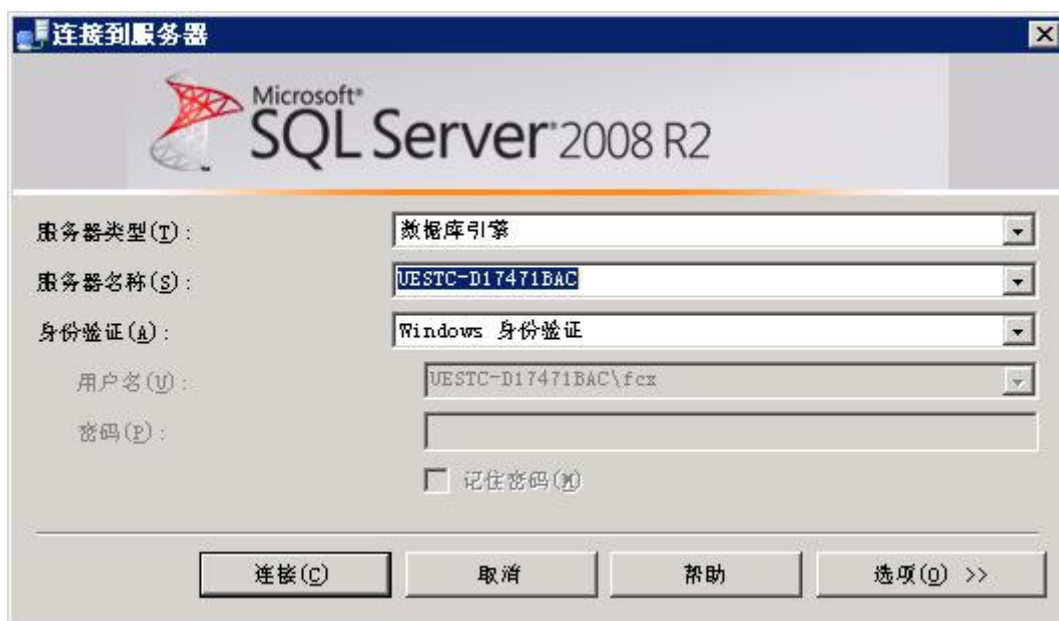 连接到服务器
Microsoft®
SQL Server® 2008 R2
服务器类型(T): 数据库引擎
服务器名称(S): UESTC-D17471BAC
身份验证(A): Windows 身份验证
用户名(U): UESTC-D17471BAC\fcx
密码(P):
记住密码(M)
连接(C) 取消 帮助 选项(O) >>